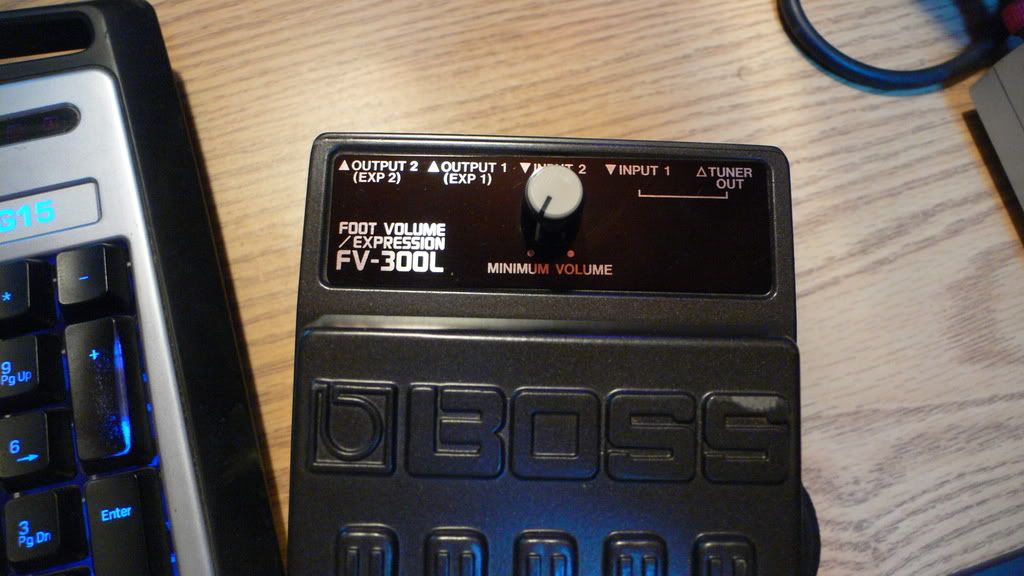 ▲OUTPUT 2 ▲OUTPUT 1 ▼INPUT 2 ▼INPUT 1 △TUNER
(EXP 2) (EXP 1) OUT
FOOT VOLUME
/EXPRESSION
FV-300L
MINIMUM VOLUME
BOSS
G15
*
-
9
Pg Up
+
6
→
3
Pg Dn
Enter